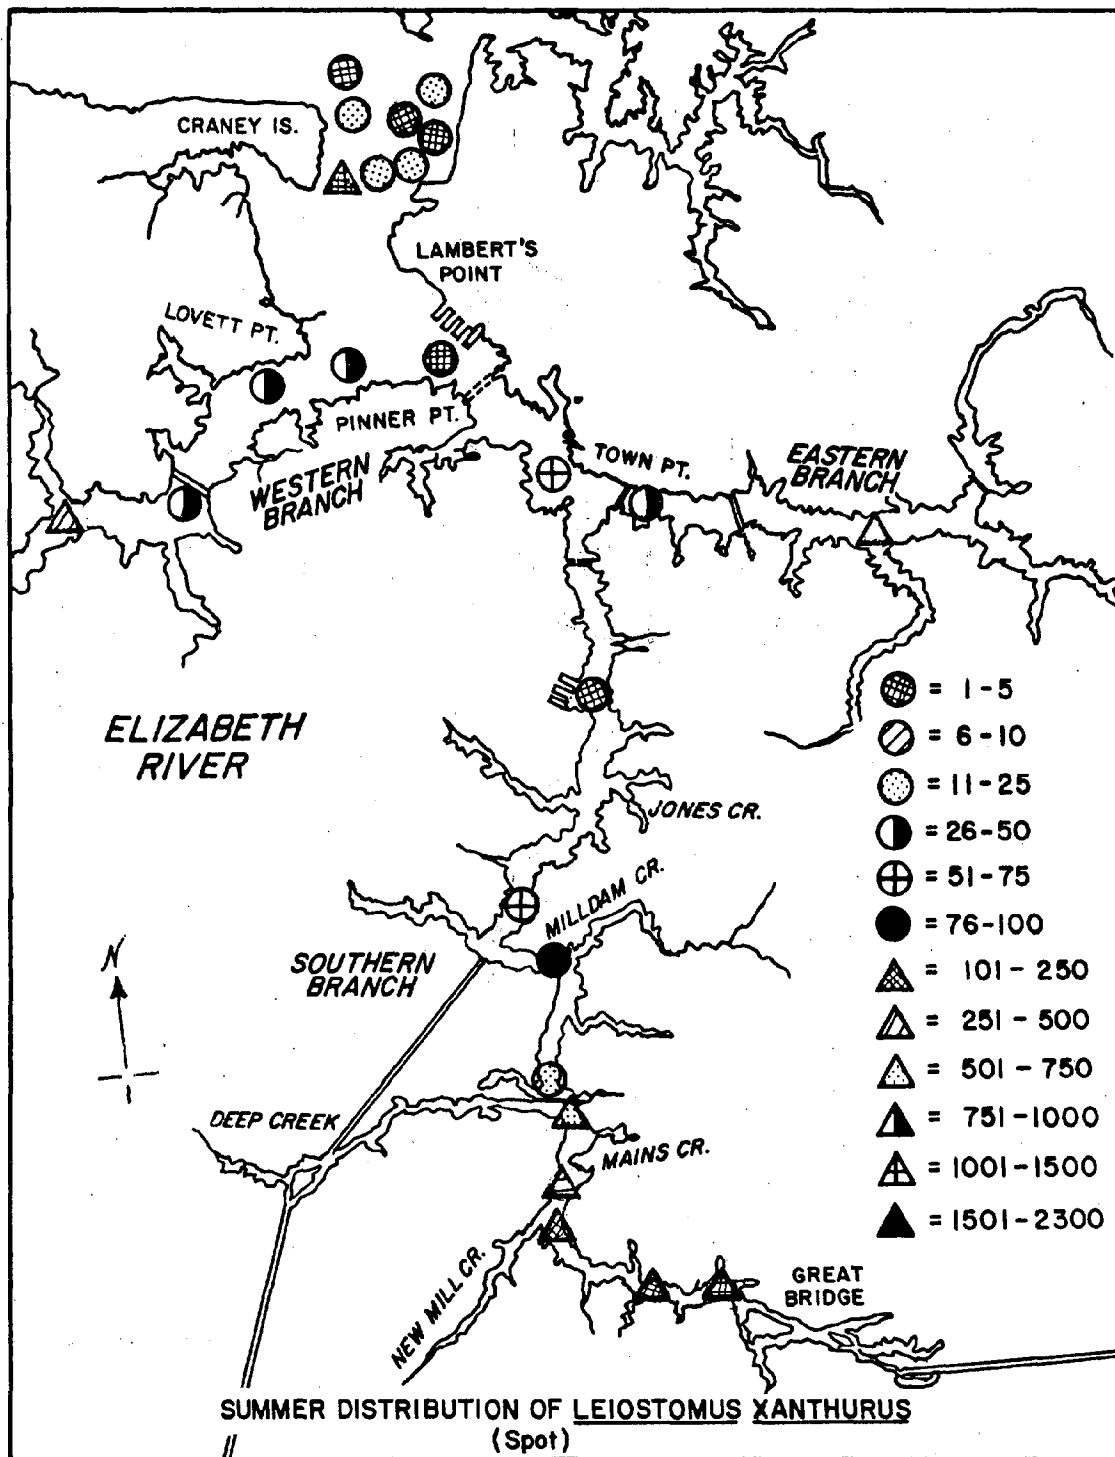 CRANEY IS.
LAMBERT'S
POINT
LOVETT PT.
PINNER PT.
WESTERN
BRANCH
TOWN PT.
EASTERN
BRANCH
ELIZABETH
RIVER
JONES CR.
MILLDAM CR.
SOUTHERN
BRANCH
N
DEEP CREEK
MAINS CR.
NEW MILL CR.
GREAT
BRIDGE
= 1-5
= 6-10
= 11-25
= 26-50
= 51-75
= 76-100
= 101-250
= 251-500
= 501-750
= 751-1000
= 1001-1500
= 1501-2300
SUMMER DISTRIBUTION OF LEIOSTOMUS XANTHURUS
(Spot)